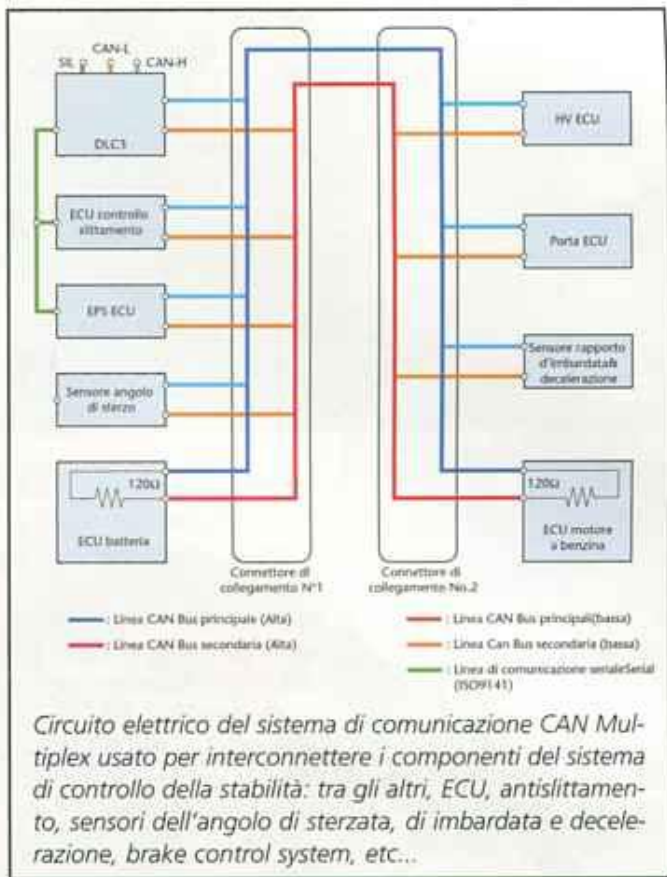 CAN-L
SIL
CAN-H
DLC3
HV ECU
ECU controllo
slittamento
Porta ECU
EPS ECU
Sensore rapporto
d'imbardata&
decelerazione
Sensore angolo
di sterzo
120Ω
ECU batteria
120Ω
ECU motore
a benzina
Connettore di
collegamento N°1
Connettore di
collegamento No.2
: Linea CAN Bus principale (Alta)
: Linea CAN Bus principali(bassa)
: Linea CAN Bus secondaria (Alta)
: Linea Can Bus secondaria (bassa)
: Linea di comunicazione serialeSerial
(ISO9141)
Circuito elettrico del sistema di comunicazione CAN Mul-
tiplex usato per interconnettere i componenti del sistema
di controllo della stabilità: tra gli altri, ECU, antislittamen-
to, sensori dell'angolo di sterzata, di imbardata e decele-
razione, brake control system, etc...